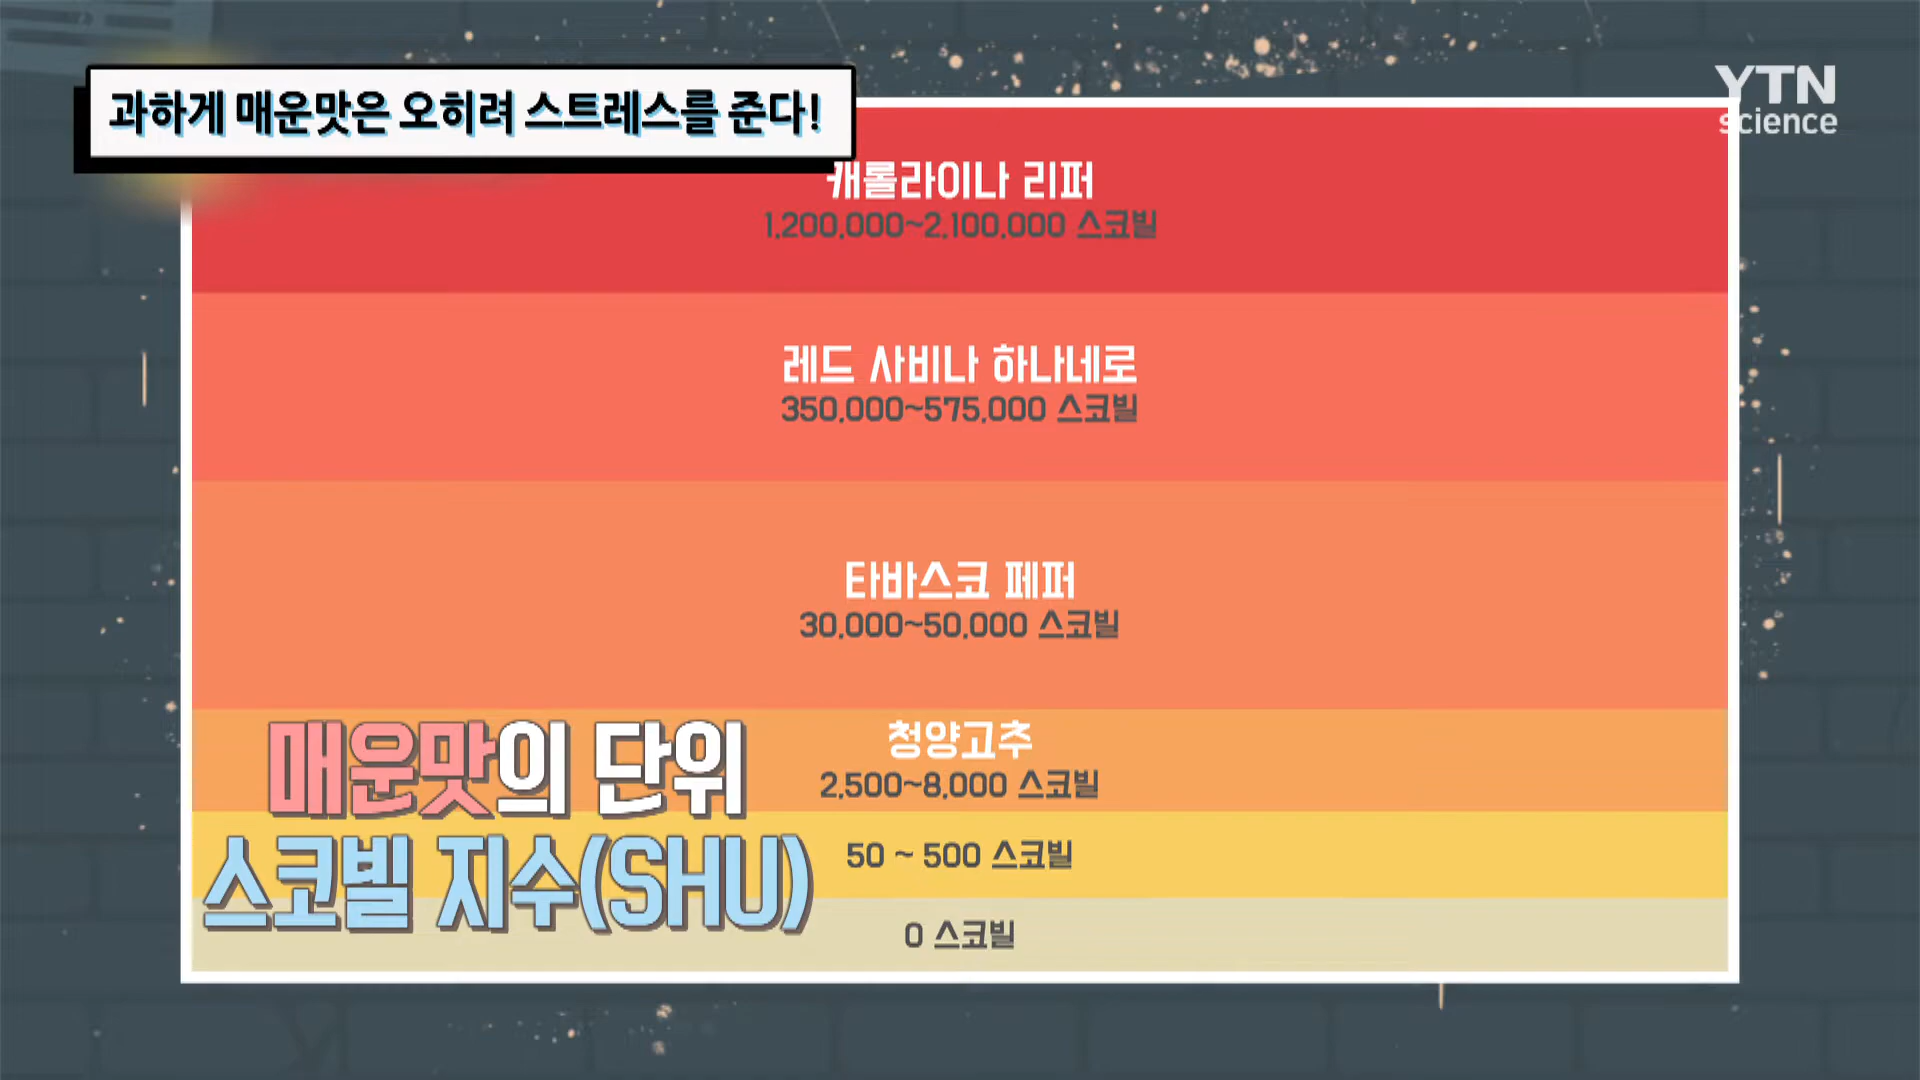 과하게 매운맛은 오히려 스트레스를 준다!
YTN
science
캐롤라이나 리퍼
1,200,000~2,100,000 스코빌
레드 사비나 하나네로
350,000~575,000 스코빌
타바스코 페퍼
30,000~50,000 스코빌
청양고추
2,500~8,000 스코빌
매운맛의 단위
스코빌 지수(SHU)
50 ~ 500 스코빌
0 스코빌